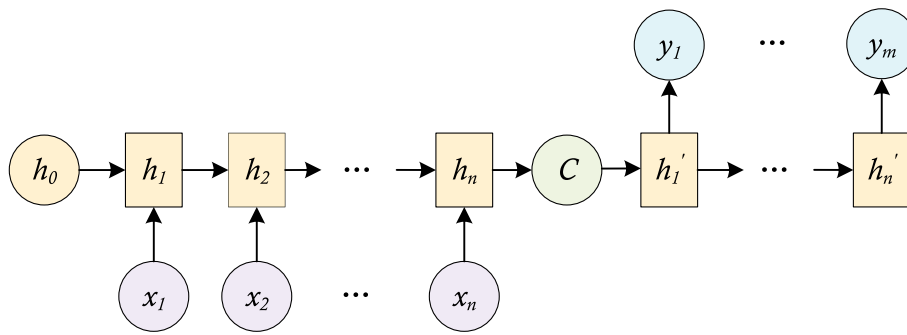 y₁ ... yₘ
h₀ h₁ h₂ ... hₙ C h₁' ... hₙ'
x₁ x₂ ... xₙ